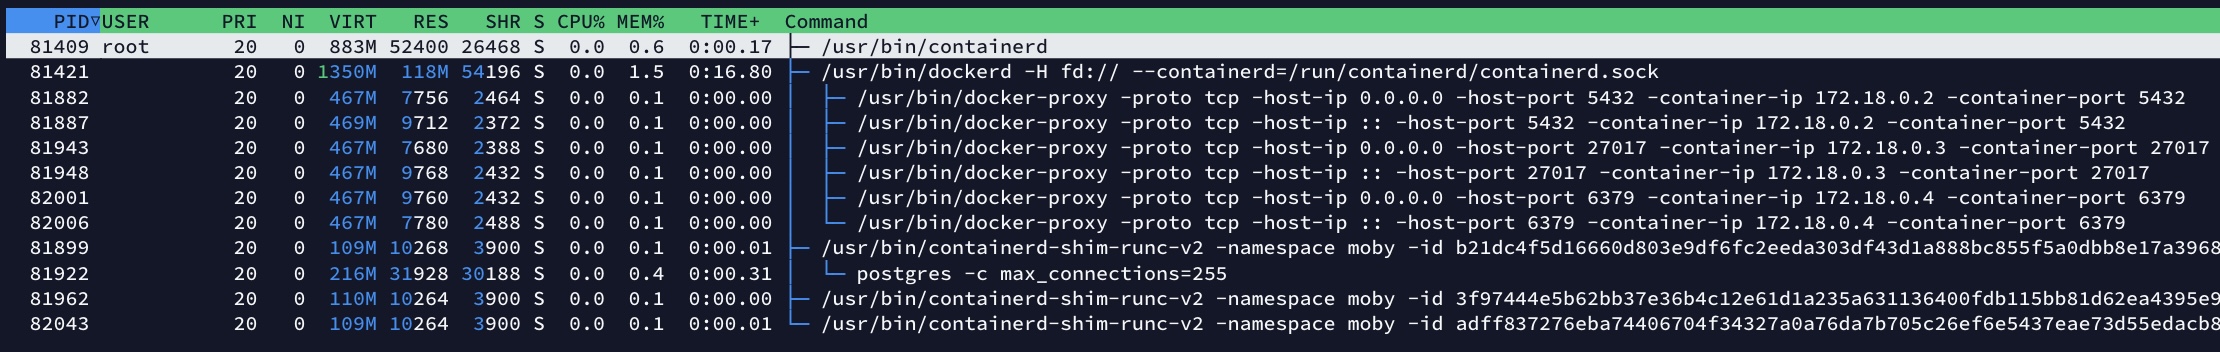 PID▽USER PRI NI VIRT RES SHR S CPU% MEM% TIME+ Command
81409 root 20 0 883M 52400 26468 S 0.0 0.6 0:00.17 ├─ /usr/bin/containerd
81421 20 0 1350M 118M 54196 S 0.0 1.5 0:16.80 ├─ /usr/bin/dockerd -H fd:// --containerd=/run/containerd/containerd.sock
81882 20 0 467M 7756 2464 S 0.0 0.1 0:00.00 │ ├─ /usr/bin/docker-proxy -proto tcp -host-ip 0.0.0.0 -host-port 5432 -container-ip 172.18.0.2 -container-port 5432
81887 20 0 469M 9712 2372 S 0.0 0.1 0:00.00 │ ├─ /usr/bin/docker-proxy -proto tcp -host-ip :: -host-port 5432 -container-ip 172.18.0.2 -container-port 5432
81943 20 0 467M 7680 2388 S 0.0 0.1 0:00.00 │ ├─ /usr/bin/docker-proxy -proto tcp -host-ip 0.0.0.0 -host-port 27017 -container-ip 172.18.0.3 -container-port 27017
81948 20 0 467M 9768 2432 S 0.0 0.1 0:00.00 │ ├─ /usr/bin/docker-proxy -proto tcp -host-ip :: -host-port 27017 -container-ip 172.18.0.3 -container-port 27017
82001 20 0 467M 9760 2432 S 0.0 0.1 0:00.00 │ ├─ /usr/bin/docker-proxy -proto tcp -host-ip 0.0.0.0 -host-port 6379 -container-ip 172.18.0.4 -container-port 6379
82006 20 0 467M 7780 2488 S 0.0 0.1 0:00.00 │ └─ /usr/bin/docker-proxy -proto tcp -host-ip :: -host-port 6379 -container-ip 172.18.0.4 -container-port 6379
81899 20 0 109M 10268 3900 S 0.0 0.1 0:00.01 ├─ /usr/bin/containerd-shim-runc-v2 -namespace moby -id b21dc4f5d16660d803e9df6fc2eeda303df43d1a888bc855f5a0dbb8e17a3968
81922 20 0 216M 31928 30188 S 0.0 0.4 0:00.31 │ └─ postgres -c max_connections=255
81962 20 0 110M 10264 3900 S 0.0 0.1 0:00.00 ├─ /usr/bin/containerd-shim-runc-v2 -namespace moby -id 3f97444e5b62bb37e36b4c12e61d1a235a631136400fdb115bb81d62ea4395e9
82043 20 0 109M 10264 3900 S 0.0 0.1 0:00.01 └─ /usr/bin/containerd-shim-runc-v2 -namespace moby -id adff837276eba74406704f34327a0a76da7b705c26ef6e5437eae73d55edacb8